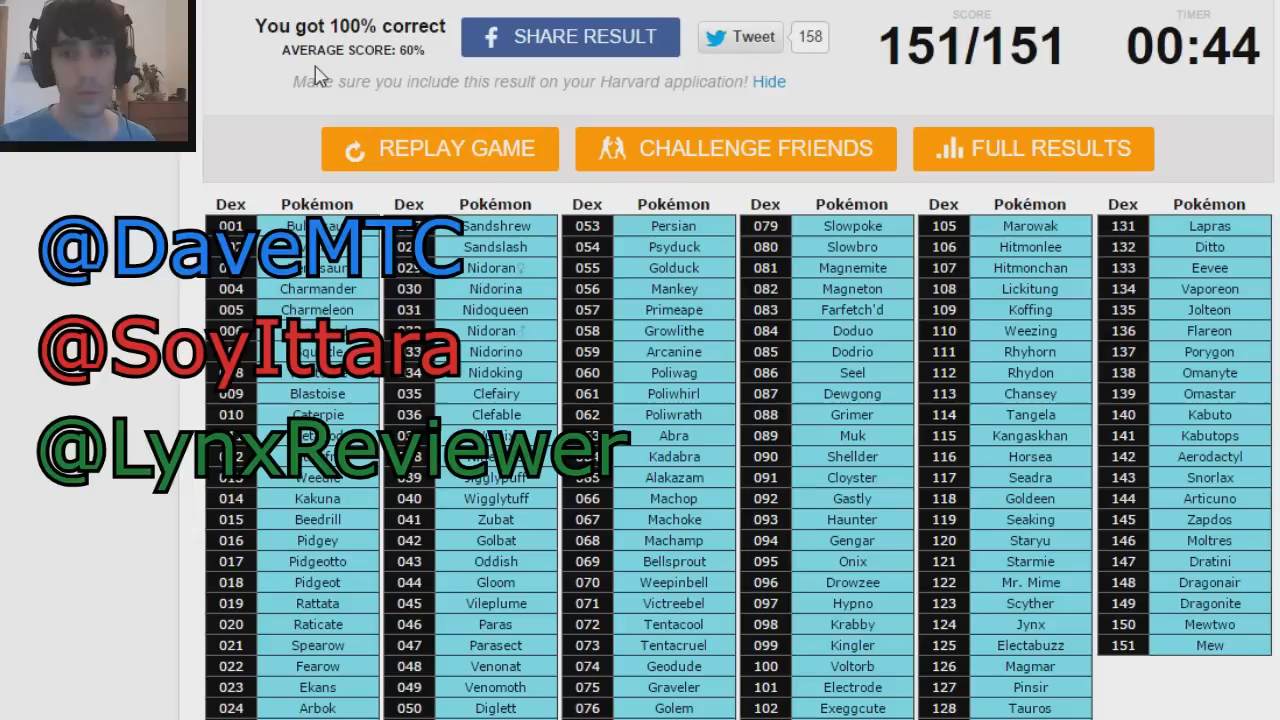 You got 100% correct
AVERAGE SCORE: 60%
SHARE RESULT
Tweet 158
SCORE
151/151
TIMER
00:44
sure you include this result on your Harvard application! Hide
REPLAY GAME CHALLENGE FRIENDS FULL RESULTS
Dex Pokémon Dex Pokémon Dex Pokémon Dex Pokémon Dex Pokémon Dex Pokémon
001 Sandshrew 053 Persian 079 Slowpoke 105 Marowak 131 Lapras
Sandslash 054 Psyduck 080 Slowbro 106 Hitmonlee 132 Ditto
@DaveMTC
Nidoran♀ 055 Golduck 081 Magnemite 107 Hitmonchan 133 Eevee
004 Charmander 030 Nidorina 056 Mankey 082 Magneton 108 Lickitung 134 Vaporeon
005 Charmeleon 031 Nidoqueen 057 Primeape 083 Farfetch'd 109 Koffing 135 Jolteon
Nidoran♂ 058 Growlithe 084 Doduo 110 Weezing 136 Flareon
@SoyIttara
Nidorino 059 Arcanine 085 Dodrio 111 Rhyhorn 137 Porygon
Nidoking 060 Poliwag 086 Seel 112 Rhydon 138 Omanyte
009 Blastoise 035 Clefairy 061 Poliwhirl 087 Dewgong 113 Chansey 139 Omastar
010 Caterpie 036 Clefable 062 Poliwrath 088 Grimer 114 Tangela 140 Kabuto
Abra 089 Muk 115 Kangaskhan 141 Kabutops
@LynxReviewer
Kadabra 090 Shellder 116 Horsea 142 Aerodactyl
Weedle 039 Jigglypuff 065 Alakazam 091 Cloyster 117 Seadra 143 Snorlax
014 Kakuna 040 Wigglytuff 066 Machop 092 Gastly 118 Goldeen 144 Articuno
015 Beedrill 041 Zubat 067 Machoke 093 Haunter 119 Seaking 145 Zapdos
016 Pidgey 042 Golbat 068 Machamp 094 Gengar 120 Staryu 146 Moltres
017 Pidgeotto 043 Oddish 069 Bellsprout 095 Onix 121 Starmie 147 Dratini
018 Pidgeot 044 Gloom 070 Weepinbell 096 Drowzee 122 Mr. Mime 148 Dragonair
019 Rattata 045 Vileplume 071 Victreebel 097 Hypno 123 Scyther 149 Dragonite
020 Raticate 046 Paras 072 Tentacool 098 Krabby 124 Jynx 150 Mewtwo
021 Spearow 047 Parasect 073 Tentacruel 099 Kingler 125 Electabuzz 151 Mew
022 Fearow 048 Venonat 074 Geodude 100 Voltorb 126 Magmar
023 Ekans 049 Venomoth 075 Graveler 101 Electrode 127 Pinsir
024 Arbok 050 Diglett 076 Golem 102 Exeggcute 128 Tauros